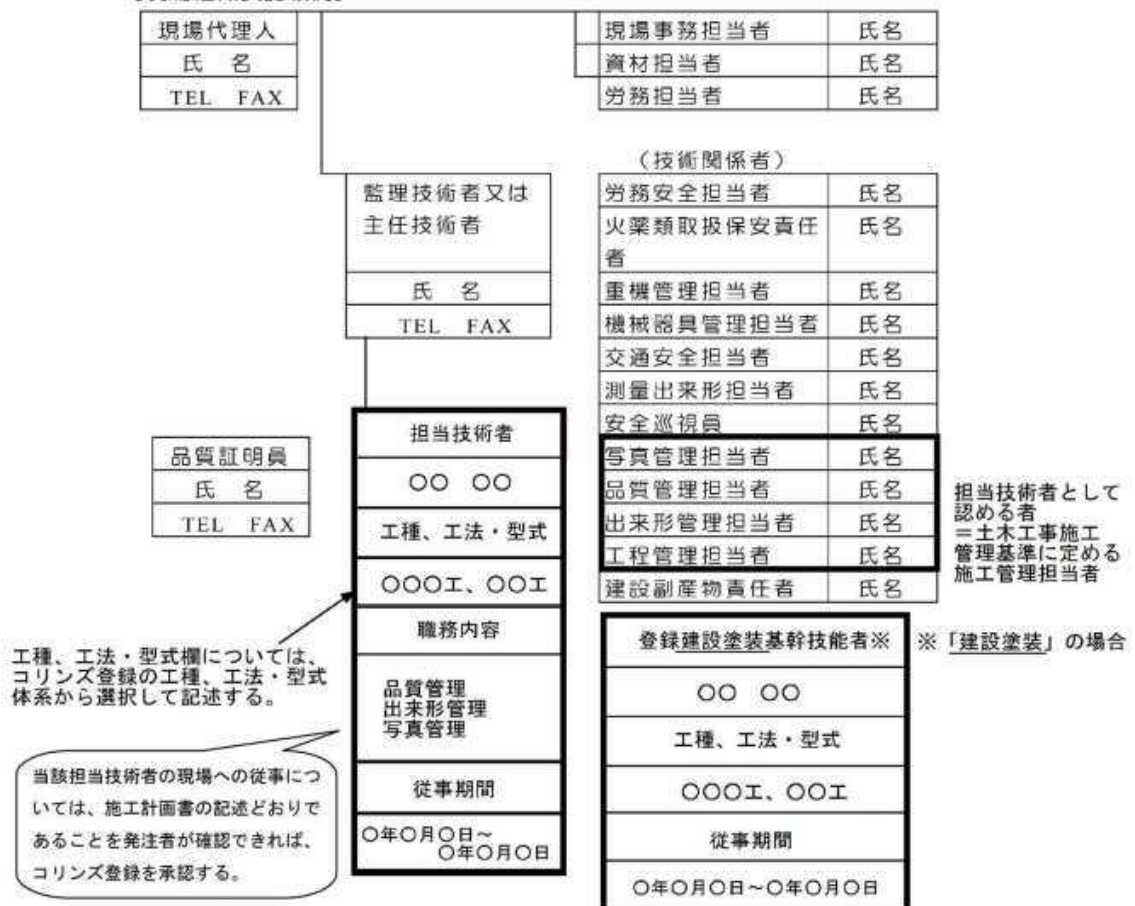 現場代理人
氏　名
TEL　FAX
現場事務担当者　氏名
資材担当者　氏名
労務担当者　氏名
（技術関係者）
監理技術者又は
主任技術者
氏　名
TEL　FAX
労務安全担当者　氏名
火薬類取扱保安責任　氏名
者
重機管理担当者　氏名
機械器具管理担当者　氏名
交通安全担当者　氏名
測量出来形担当者　氏名
安全巡視員　氏名
写真管理担当者　氏名
品質管理担当者　氏名
出来形管理担当者　氏名
工程管理担当者　氏名
建設副産物責任者　氏名
担当技術者として
認める者
＝土木工事施工
管理基準に定める
施工管理担当者
品質証明員
氏　名
TEL　FAX
担当技術者
○○　○○
工種、工法・型式
○○○工、○○工
職務内容
品質管理
出来形管理
写真管理
従事期間
○年○月○日～
○年○月○日
工種、工法・型式欄については、
コリンズ登録の工種、工法・型式
体系から選択して記述する。
当該担当技術者の現場への従事につ
いては、施工計画書の記述どおりで
あることを発注者が確認できれば、
コリンズ登録を承認する。
登録建設塗装基幹技能者※
○○　○○
工種、工法・型式
○○○工、○○工
従事期間
○年○月○日～○年○月○日
※「建設塗装」の場合